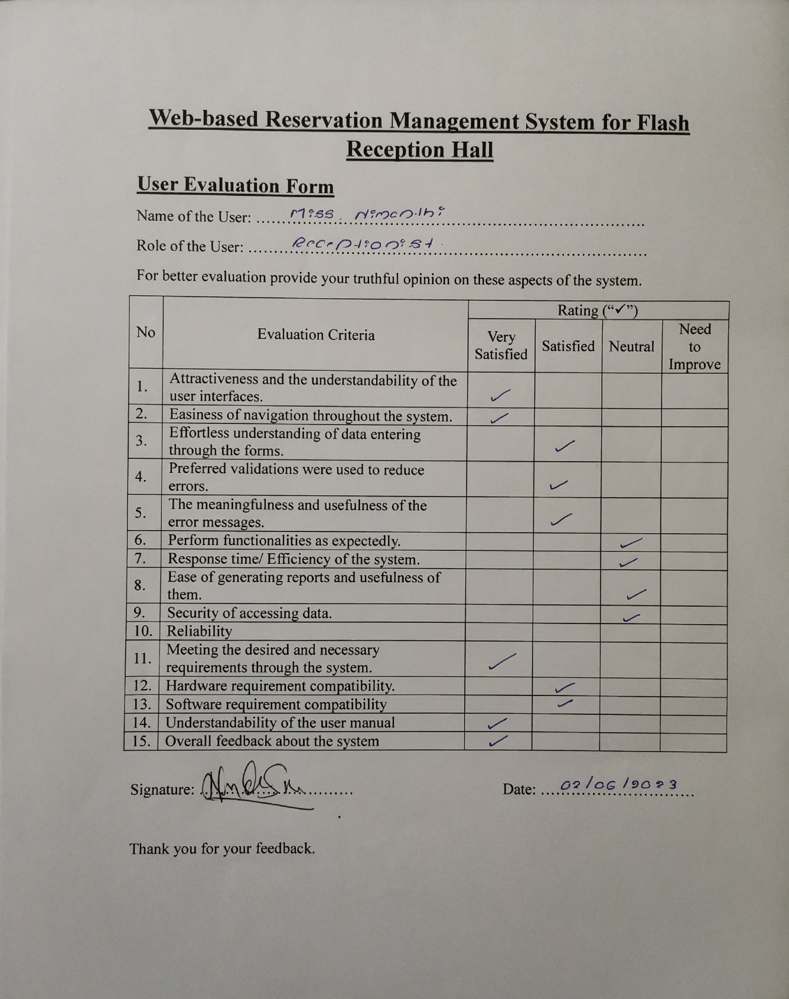 Web-based Reservation Management System for Flash
Reception Hall
User Evaluation Form
Name of the User: ...... Miss. Nimanthi ......
Role of the User: ...... Receptionist. ......
For better evaluation provide your truthful opinion on these aspects of the system.
No
Evaluation Criteria
Rating (“✓”)
Very
Satisfied
Satisfied
Neutral
Need
to
Improve
1. Attractiveness and the understandability of the
user interfaces. ✓
2. Easiness of navigation throughout the system. ✓
3. Effortless understanding of data entering
through the forms. ✓
4. Preferred validations were used to reduce
errors. ✓
5. The meaningfulness and usefulness of the
error messages. ✓
6. Perform functionalities as expectedly. ✓
7. Response time/ Efficiency of the system. ✓
8. Ease of generating reports and usefulness of
them. ✓
9. Security of accessing data. ✓
10. Reliability
11. Meeting the desired and necessary
requirements through the system. ✓
12. Hardware requirement compatibility. ✓
13. Software requirement compatibility ✓
14. Understandability of the user manual ✓
15. Overall feedback about the system ✓
Signature: ...... Date: ...... 02/06/2023 ......
Thank you for your feedback.